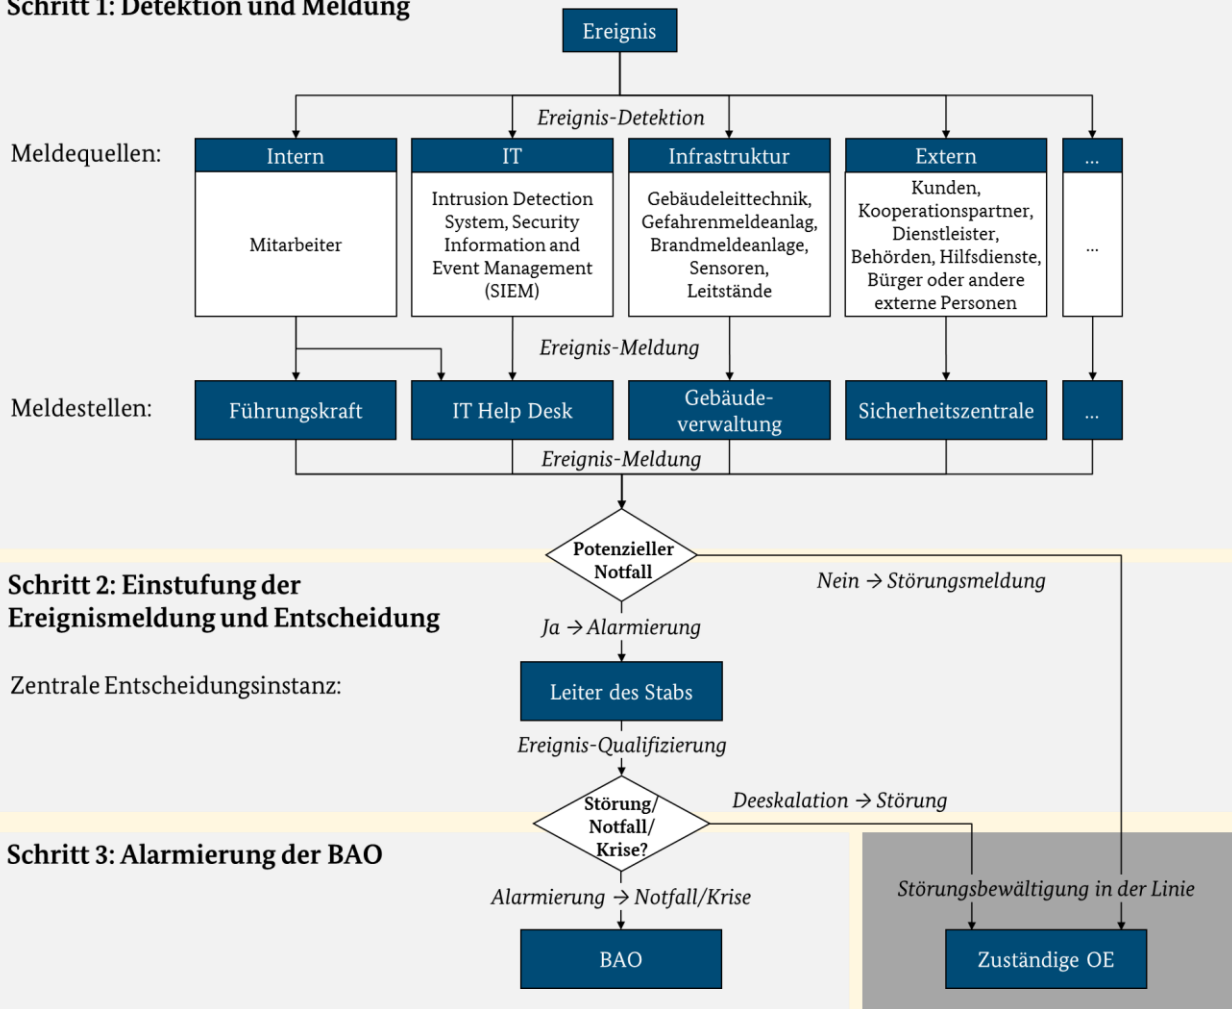 Schritt 1: Detektion und Meldung
Ereignis
Ereignis-Detektion
Meldequellen:
Intern
IT
Infrastruktur
Extern
...
Mitarbeiter
Intrusion Detection
System, Security
Information and
Event Management
(SIEM)
Gebäudeleittechnik,
Gefahrenmeldeanlag,
Brandmeldeanlage,
Sensoren,
Leitstände
Kunden,
Kooperationspartner,
Dienstleister,
Behörden, Hilfsdienste,
Bürger oder andere
externe Personen
...
Ereignis-Meldung
Meldestellen:
Führungskraft
IT Help Desk
Gebäude-
verwaltung
Sicherheitszentrale
...
Ereignis-Meldung
Potenzieller
Notfall
Nein → Störungsmeldung
Schritt 2: Einstufung der
Ereignismeldung und Entscheidung
Ja → Alarmierung
Zentrale Entscheidungsinstanz:
Leiter des Stabs
Ereignis-Qualifizierung
Störung/
Notfall/
Krise?
Deeskalation → Störung
Schritt 3: Alarmierung der BAO
Alarmierung → Notfall/Krise
Störungsbewältigung in der Linie
BAO
Zuständige OE